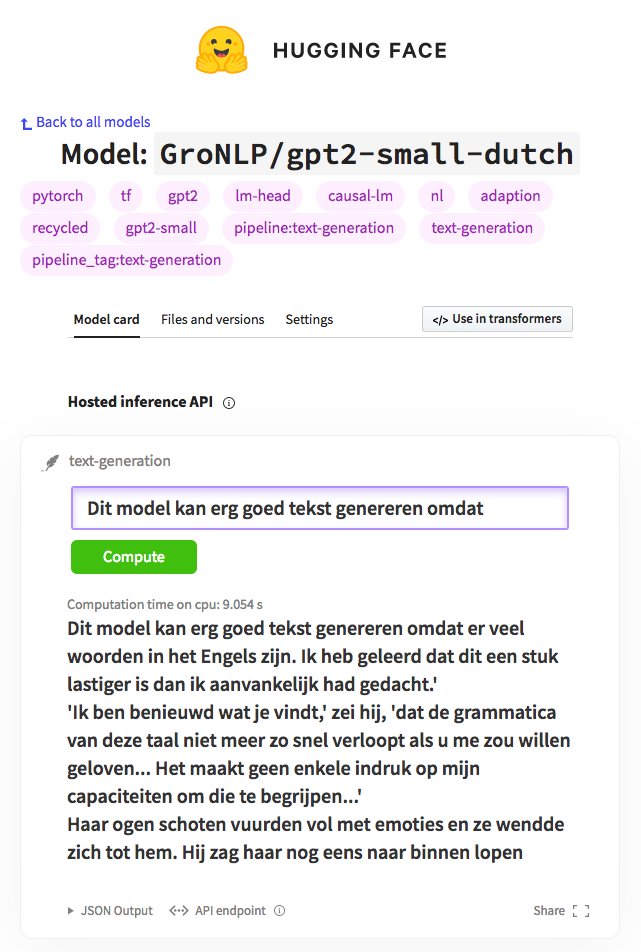 HUGGING FACE
Back to all models
Model: GroNLP/gpt2-small-dutch
pytorch tf gpt2 lm-head causal-lm nl adaption
recycled gpt2-small pipeline:text-generation text-generation
pipeline_tag:text-generation
Model card Files and versions Settings </> Use in transformers
Hosted inference API
text-generation
Dit model kan erg goed tekst genereren omdat
Compute
Computation time on cpu: 9.054 s
Dit model kan erg goed tekst genereren omdat er veel
woorden in het Engels zijn. Ik heb geleerd dat dit een stuk
lastiger is dan ik aanvankelijk had gedacht.'
'Ik ben benieuwd wat je vindt,' zei hij, 'dat de grammatica
van deze taal niet meer zo snel verloopt als u me zou willen
geloven... Het maakt geen enkele indruk op mijn
capaciteiten om die te begrijpen...'
Haar ogen schoten vuurden vol met emoties en ze wendde
zich tot hem. Hij zag haar nog eens naar binnen lopen
JSON Output API endpoint Share